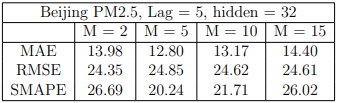 Beijing PM2.5, Lag = 5, hidden = 32
M = 2 M = 5 M = 10 M = 15
MAE 13.98 12.80 13.17 14.40
RMSE 24.35 24.85 24.62 24.61
SMAPE 26.69 20.24 21.71 26.02